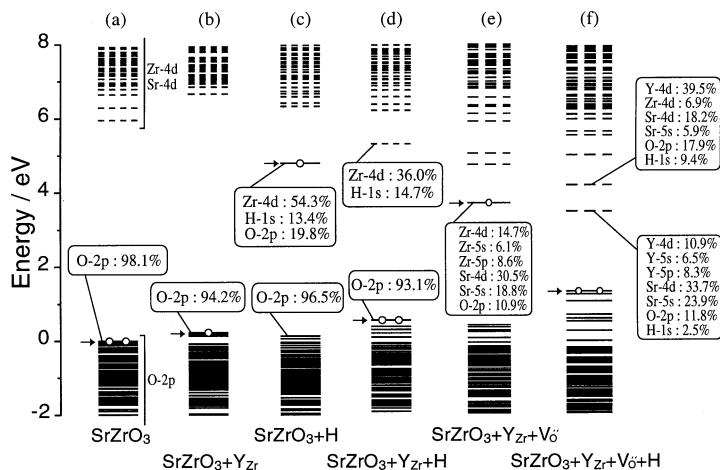 (a) (b) (c) (d) (e) (f)
8
6
4
2
0
-2
Energy / eV
Zr-4d
Sr-4d
O-2p : 98.1%
O-2p
O-2p : 94.2%
Zr-4d : 54.3%
H-1s : 13.4%
O-2p : 19.8%
O-2p : 96.5%
Zr-4d : 36.0%
H-1s : 14.7%
O-2p : 93.1%
Zr-4d : 14.7%
Zr-5s : 6.1%
Zr-5p : 8.6%
Sr-4d : 30.5%
Sr-5s : 18.8%
O-2p : 10.9%
Y-4d : 39.5%
Zr-4d : 6.9%
Sr-4d : 18.2%
Sr-5s : 5.9%
O-2p : 17.9%
H-1s : 9.4%
Y-4d : 10.9%
Y-5s : 6.5%
Y-5p : 8.3%
Sr-4d : 33.7%
Sr-5s : 23.9%
O-2p : 11.8%
H-1s : 2.5%
SrZrO₃ SrZrO₃+H SrZrO₃+Y_Zr+V_Ö
SrZrO₃+Y_Zr SrZrO₃+Y_Zr+H SrZrO₃+Y_Zr+V_Ö+H